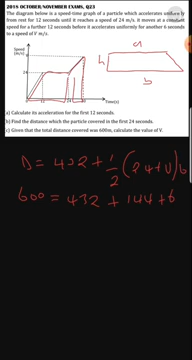 2018 OCTOBER/NOVEMBER EXAMS, Q23
The diagram below is a speed-time graph of a particle which accelerates uniformly
from rest for 12 seconds until it reaches a speed of 24 m/s. It moves at a constant
speed for a further 12 seconds before it accelerates uniformly for another 6 seconds
to a speed of V m/s.
Speed
(m/s)
V
24
Time(s)
a
h
b
a) Calculate its acceleration for the first 12 seconds.
b) Find the distance which the particle covered in the first 24 seconds.
c) Given that the total distance covered was 600m, calculate the value of V.
D = 432 + 1/2 (24+V) 6
600 = 432 + 144 + 6